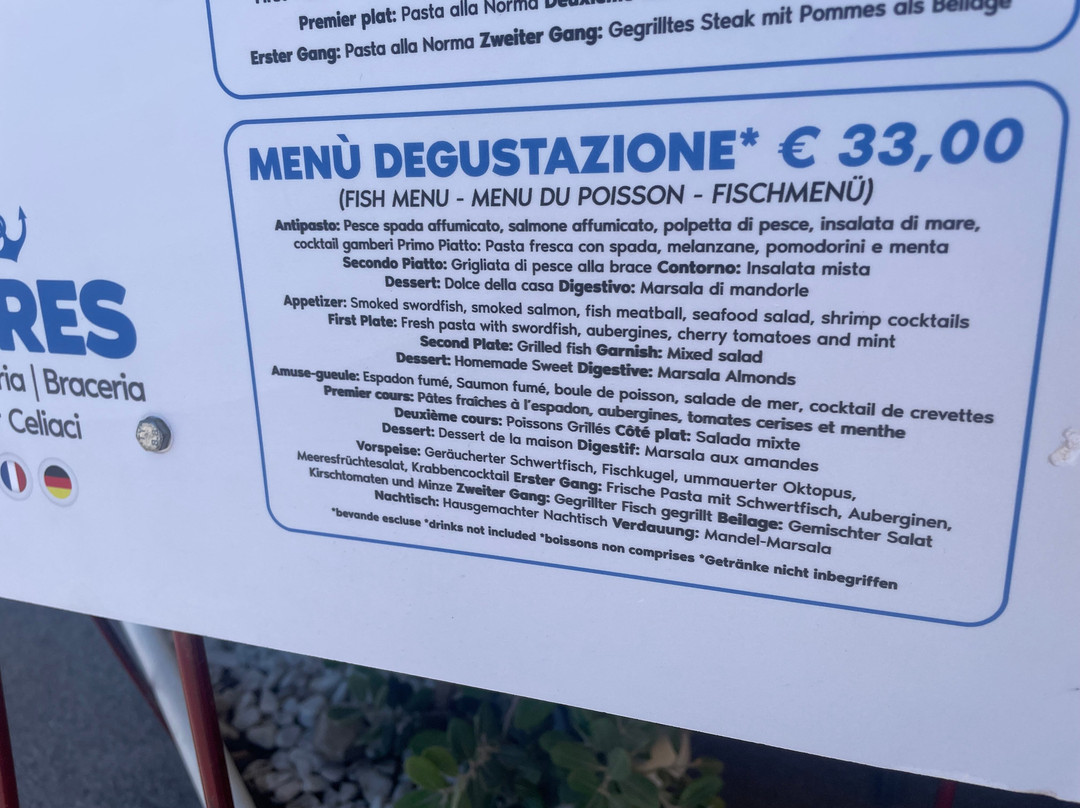 Premier plat: Pasta alla Norma
Erster Gang: Pasta alla Norma Zweiter Gang: Gegrilltes Steak mit Pommes als Beilage
MENÙ DEGUSTAZIONE* € 33,00
(FISH MENU - MENU DU POISSON - FISCHMENÜ)
Antipasto: Pesce spada affumicato, salmone affumicato, polpetta di pesce, insalata di mare,
cocktail gamberi Primo Piatto: Pasta fresca con spada, melanzane, pomodorini e menta
Secondo Piatto: Grigliata di pesce alla brace Contorno: Insalata mista
Dessert: Dolce della casa Digestivo: Marsala di mandorle
Appetizer: Smoked swordfish, smoked salmon, fish meatball, seafood salad, shrimp cocktails
First Plate: Fresh pasta with swordfish, aubergines, cherry tomatoes and mint
Second Plate: Grilled fish Garnish: Mixed salad
Dessert: Homemade Sweet Digestive: Marsala Almonds
Amuse-gueule: Espadon fumé, Saumon fumé, boule de poisson, salade de mer, cocktail de crevettes
Premier cours: Pâtes fraîches à l'espadon, aubergines, tomates cerises et menthe
Deuxième cours: Poissons Grillés Côté plat: Salada mixte
Dessert: Dessert de la maison Digestif: Marsala aux amandes
Vorspeise: Geräucherter Schwertfisch, Fischkugel, ummauerter Oktopus,
Meeresfrüchtesalat, Krabbencocktail Erster Gang: Frische Pasta mit Schwertfisch, Auberginen,
Kirschtomaten und Minze Zweiter Gang: Gegrillter Fisch gegrillt Beilage: Gemischter Salat
Nachtisch: Hausgemachter Nachtisch Verdauung: Mandel-Marsala
*bevande escluse *drinks not included *boissons non comprises *Getränke nicht inbegriffen
RES
ria | Braceria
Celiaci